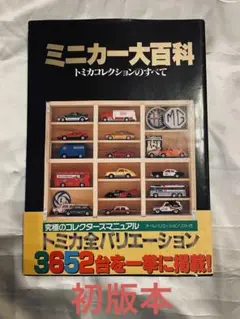 ミニカー大百科
トミカコレクションのすべて
MG
究極のコレクターズマニュアル
トミカ全バリエーション
3652台を一挙に掲載!
初版本